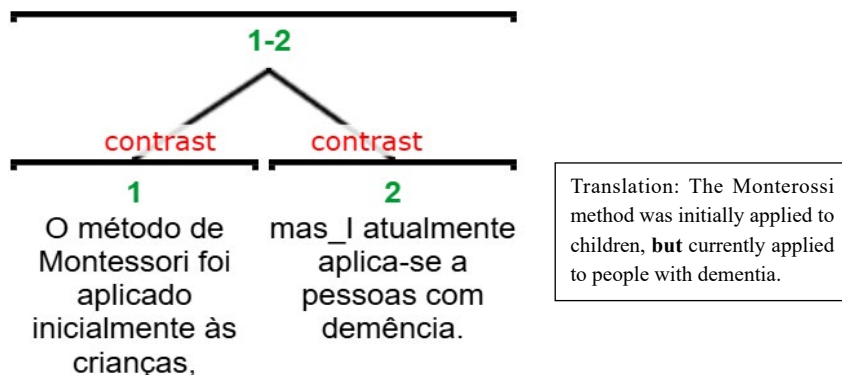 1-2
contrast contrast
1
O método de
Montessori foi
aplicado
inicialmente às
crianças,
2
mas_I atualmente
aplica-se a
pessoas com
demência.
Translation: The Monterossi
method was initially applied to
children, but currently applied
to people with dementia.